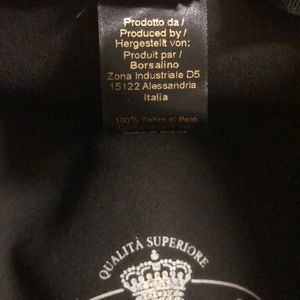 Prodotto da /
Produced by /
Hergestellt von:
Produit par /
Borsalino
Zona Industriale D5
15122 Alessandria
Italia
100% Feltro di Pelo
QUALITÀ SUPERIORE